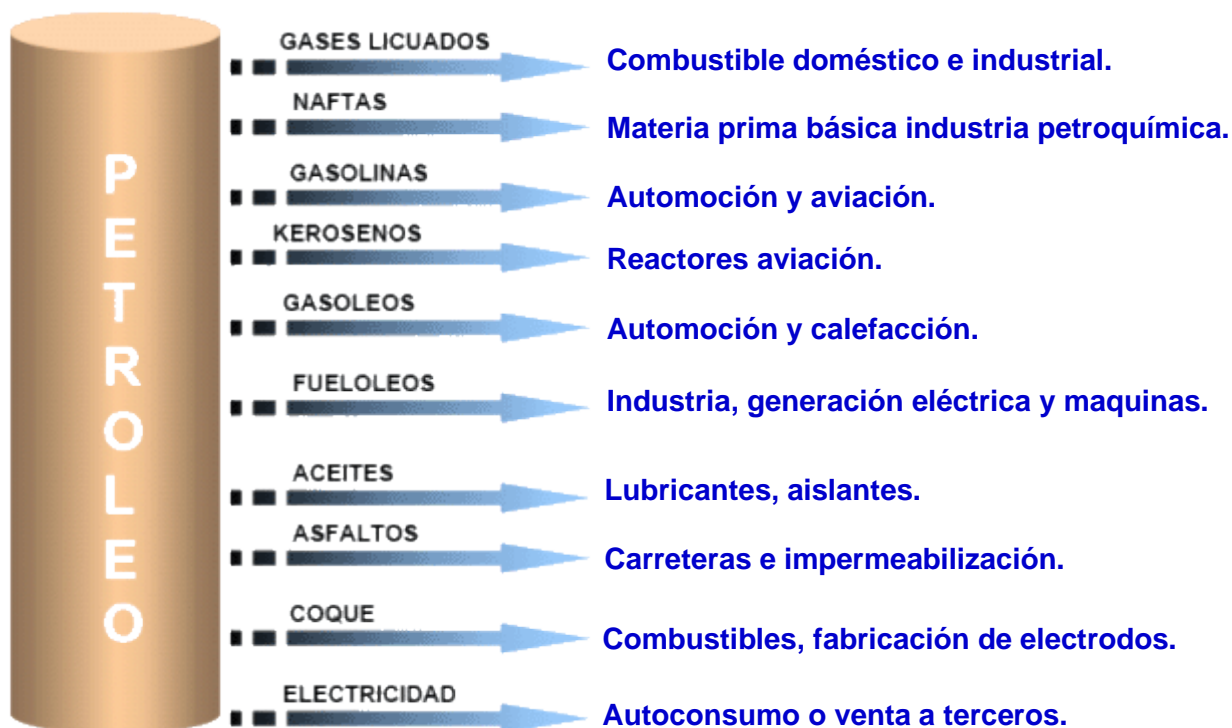 PETROLEO
GASES LICUADOS
Combustible doméstico e industrial.
NAFTAS
Materia prima básica industria petroquímica.
GASOLINAS
Automoción y aviación.
KEROSENOS
Reactores aviación.
GASOLEOS
Automoción y calefacción.
FUELOLEOS
Industria, generación eléctrica y maquinas.
ACEITES
Lubricantes, aislantes.
ASFALTOS
Carreteras e impermeabilización.
COQUE
Combustibles, fabricación de electrodos.
ELECTRICIDAD
Autoconsumo o venta a terceros.